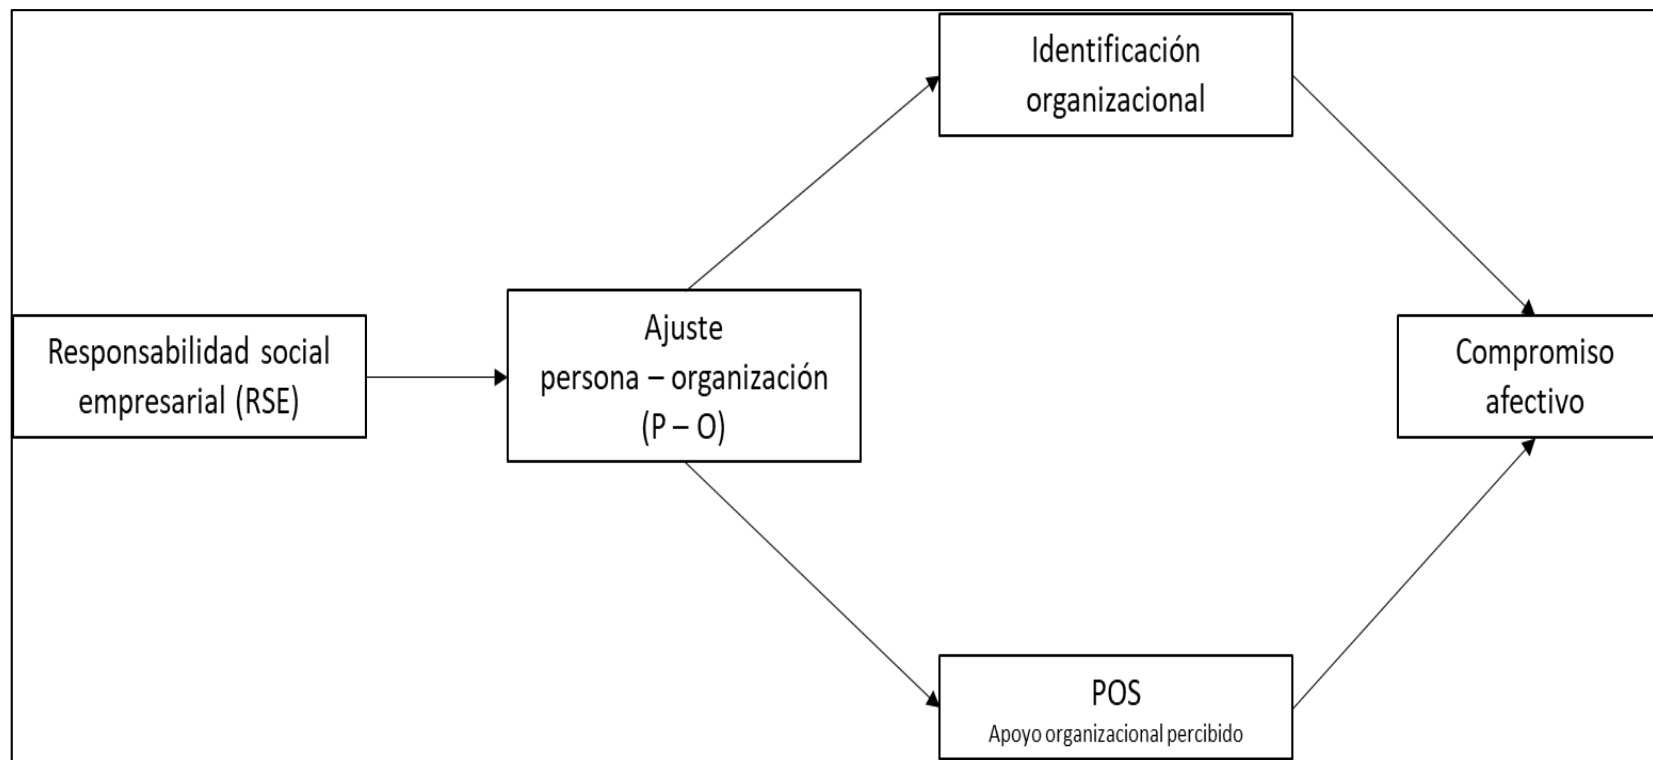 Identificación
organizacional
Responsabilidad social
empresarial (RSE)
Ajuste
persona – organización
(P – O)
Compromiso
afectivo
POS
Apoyo organizacional percibido